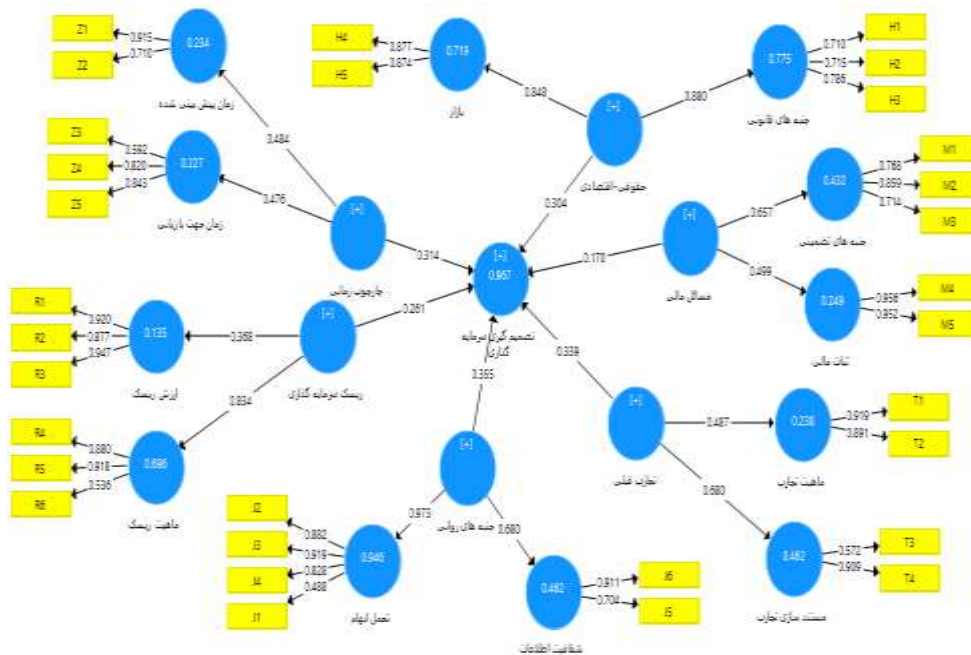 Z1
0.915
0.234
Z2
0.710
زمان پیش بینی شده
H4
0.877
0.719
H5
0.874
بازار
H1
0.710
0.775
0.715
H2
0.786
H3
جنبه های قانونی
0.848
[+]
0.880
حقوقی-اقتصادی
0.304
Z3
0.592
Z4
0.820
0.227
Z5
0.843
زمان جهت بازیابی
0.484
0.476
[+]
چارچوب زمانی
0.314
M1
0.768
0.432
0.859
M2
0.714
M3
جنبه های تضمینی
0.657
[+]
مسائل مالی
0.178
0.499
M4
0.956
0.249
0.952
M5
ثبات مالی
[+]
0.967
تصمیم گیری سرمایه
گذاری
R1
0.920
R2
0.877
0.135
R3
0.947
ارزش ریسک
0.368
[+]
0.261
ریسک سرمایه گذاری
0.834
R4
0.880
R5
0.918
0.696
R6
0.536
ماهیت ریسک
0.339
[+]
تجارب قبلی
0.487
T1
0.919
0.238
0.891
T2
ماهیت تجارب
0.680
T3
0.572
0.462
0.909
T4
مستند سازی تجارب
0.355
[+]
جنبه های روانی
0.973
0.680
J2
0.882
J3
0.919
0.946
J4
0.828
J1
0.488
تحمل ابهام
J6
0.911
0.462
0.704
J5
شفافیت اطلاعات